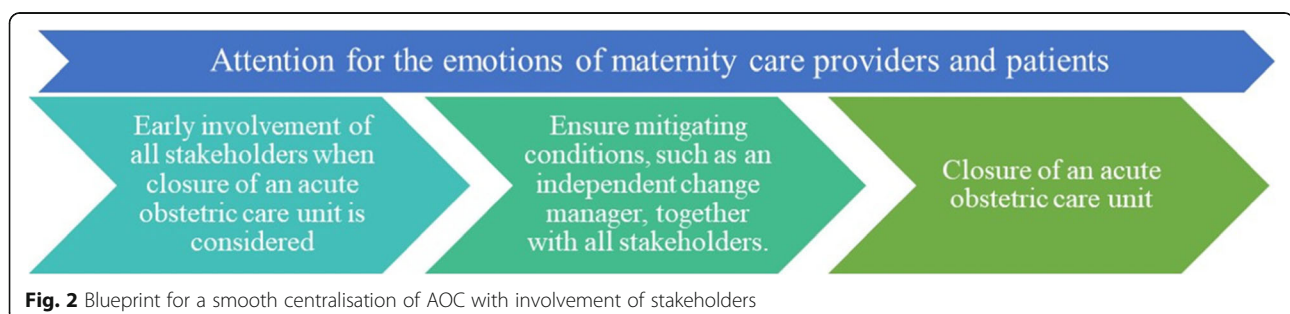 Attention for the emotions of maternity care providers and patients
Early involvement of
all stakeholders when
closure of an acute
obstetric care unit is
considered
Ensure mitigating
conditions, such as an
independent change
manager, together
with all stakeholders.
Closure of an acute
obstetric care unit
Fig. 2 Blueprint for a smooth centralisation of AOC with involvement of stakeholders